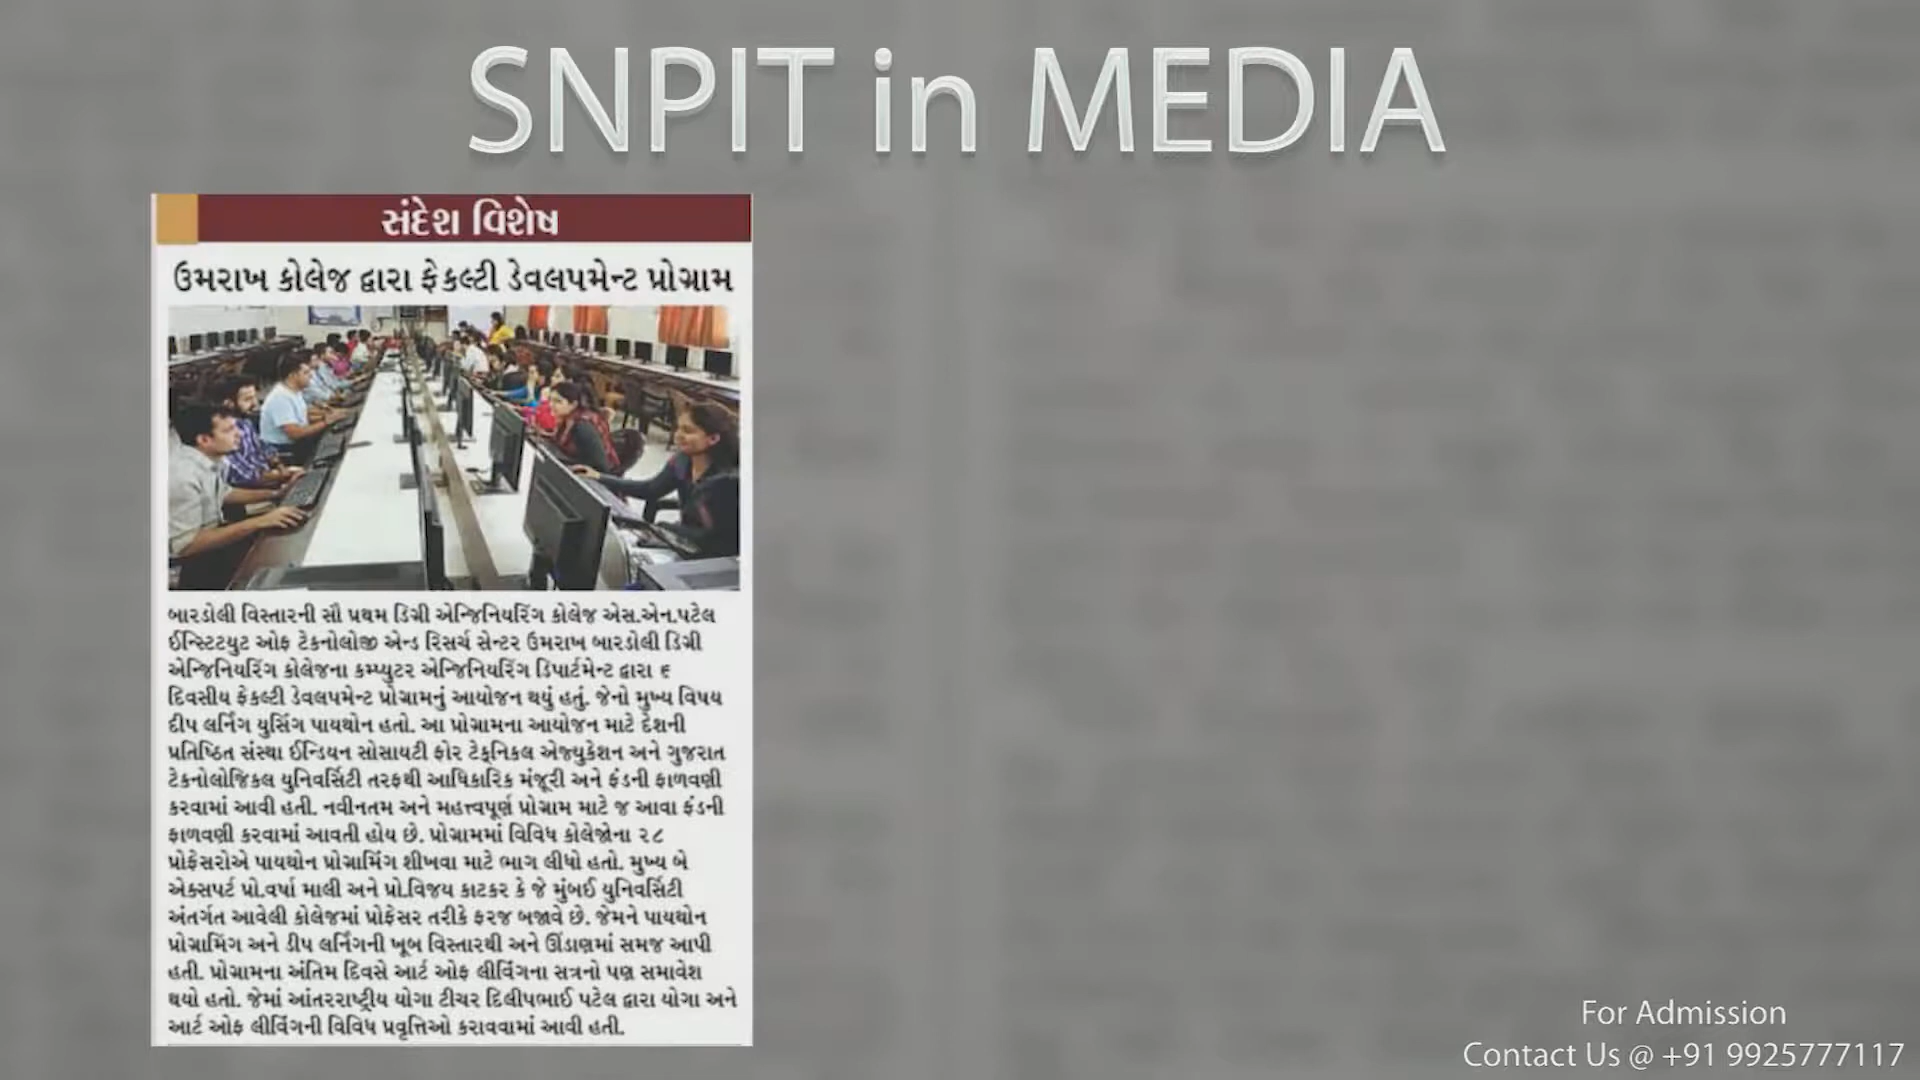 SNPIT in MEDIA
સંદેશ વિશેષ
ઉમરાખ કોલેજ દ્વારા ફેકલ્ટી ડેવલપમેન્ટ પ્રોગ્રામ
બારડોલી વિસ્તારની સૌ પ્રથમ ડિગ્રી એન્જિનિયરિંગ કોલેજ એસ.એન.પટેલ
ઈન્સ્ટિટયુટ ઓફ ટેકનોલોજી એન્ડ રિસર્ચ સેન્ટર ઉમરાખ બારડોલી ડિગ્રી
એન્જિનિયરિંગ કોલેજના કમ્પ્યુટર એન્જિનિયરિંગ ડિપાર્ટમેન્ટ દ્વારા ૬
દિવસીય ફેકલ્ટી ડેવલપમેન્ટ પ્રોગ્રામનું આયોજન થયું હતું. જેનો મુખ્ય વિષય
દીપ લર્નિંગ યુસિંગ પાયથોન હતો. આ પ્રોગ્રામના આયોજન માટે દેશની
પ્રતિષ્ઠિત સંસ્થા ઈન્ડિયન સોસાયટી ફોર ટેક્નિકલ એજ્યુકેશન અને ગુજરાત
ટેકનોલોજિકલ યુનિવર્સિટી તરફથી આધિકારિક મંજૂરી અને ફંડની ફાળવણી
કરવામાં આવી હતી. નવીનતમ અને મહત્ત્વપૂર્ણ પ્રોગ્રામ માટે જ આવા ફંડની
ફાળવણી કરવામાં આવતી હોય છે. પ્રોગ્રામમાં વિવિધ કોલેજોના ૨૮
પ્રોફેસરોએ પાયથોન પ્રોગ્રામિંગ શીખવા માટે ભાગ લીધો હતો. મુખ્ય બે
એક્સપર્ટ પ્રો.વર્ષા માલી અને પ્રો.વિજય કાટકર કે જે મુંબઈ યુનિવર્સિટી
અંતર્ગત આવેલી કોલેજમાં પ્રોફેસર તરીકે ફરજ બજાવે છે. જેમને પાયથોન
પ્રોગ્રામિંગ અને ડીપ લર્નિંગની ખૂબ વિસ્તારથી અને ઊંડાણમાં સમજ આપી
હતી. પ્રોગ્રામના અંતિમ દિવસે આર્ટ ઓફ લીવિંગના સત્રનો પણ સમાવેશ
થયો હતો. જેમાં આંતરરાષ્ટ્રીય યોગા ટીચર દિલીપભાઈ પટેલ દ્વારા યોગા અને
આર્ટ ઓફ લીવિંગની વિવિધ પ્રવૃત્તિઓ કરાવવામાં આવી હતી.
For Admission
Contact Us @ +91 9925777117